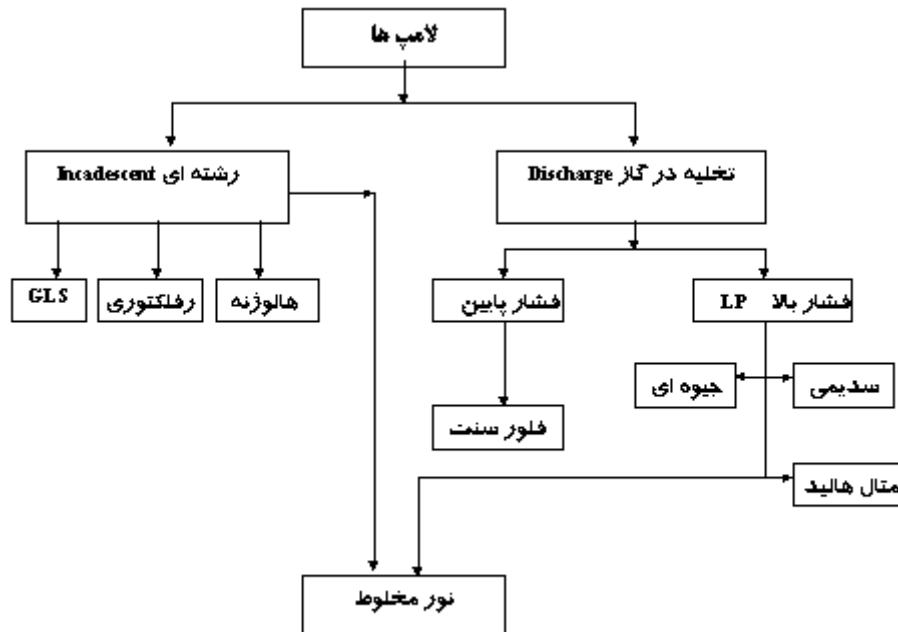 لامپ ها
رشته ای Incadescent
تخلیه در گاز Discharge
GLS
رفلکتوری
هالوژنه
فشار پایین
فشار بالا LP
جیوه ای
سدیمی
فلور سنت
متال هالید
نور مخلوط